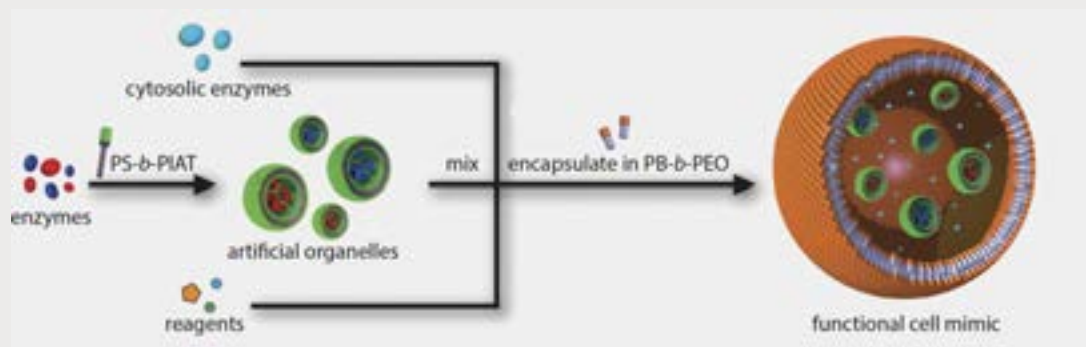 cytosolic enzymes
PS-b-PIAT
enzymes
artificial organelles
mix
encapsulate in PB-b-PEO
reagents
functional cell mimic